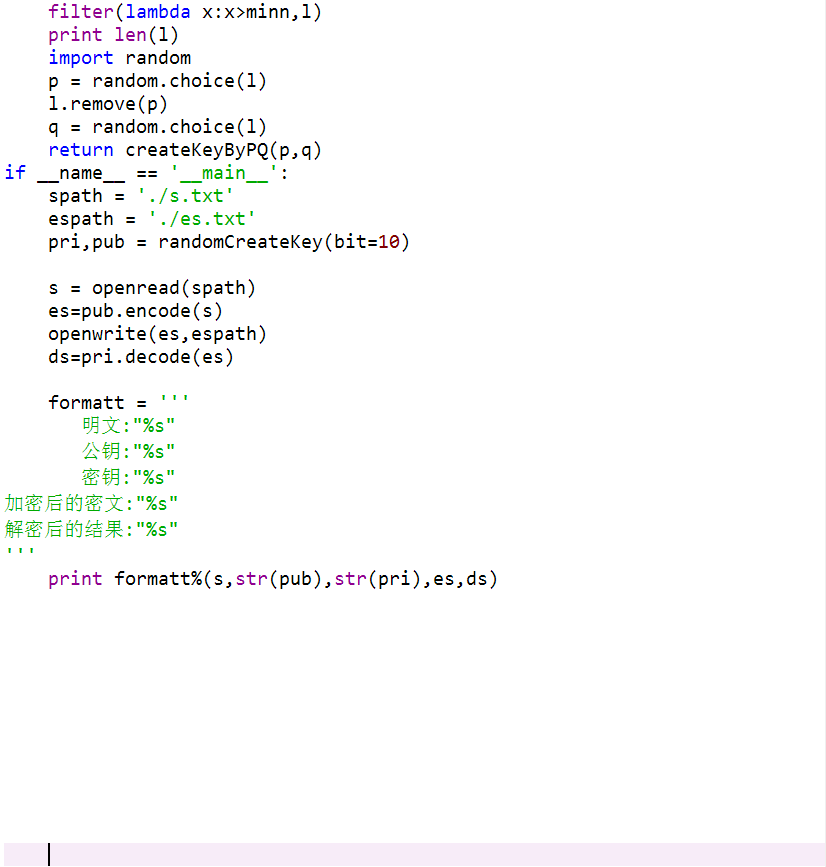 filter(lambda x:x>minn,l)
print len(l)
import random
p = random.choice(l)
l.remove(p)
q = random.choice(l)
return createKeyByPQ(p,q)
if __name__ == '__main__':
spath = './s.txt'
espath = './es.txt'
pri,pub = randomCreateKey(bit=10)
s = openread(spath)
es=pub.encode(s)
openwrite(es,espath)
ds=pri.decode(es)
formatt = '''
明文:"%s"
公钥:"%s"
密钥:"%s"
加密后的密文:"%s"
解密后的结果:"%s"
'''
print formatt%(s,str(pub),str(pri),es,ds)